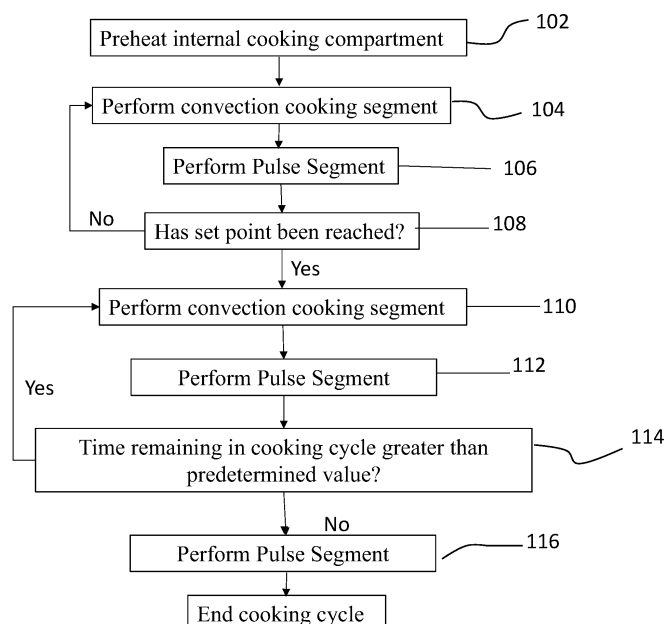 Preheat internal cooking compartment
102
Perform convection cooking segment
104
Perform Pulse Segment
106
No
Has set point been reached?
108
Yes
Perform convection cooking segment
110
Perform Pulse Segment
112
Yes
Time remaining in cooking cycle greater than
predetermined value?
114
No
Perform Pulse Segment
116
End cooking cycle